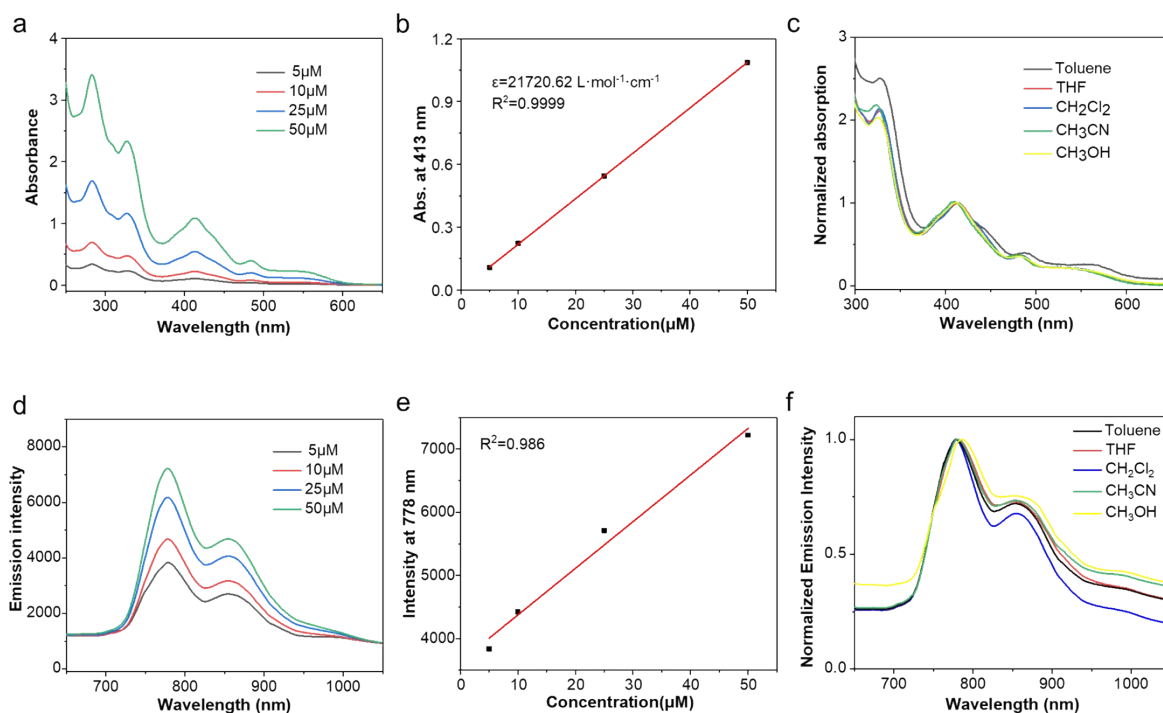 a
4
3
2
1
0
Absorbance
5μM
10μM
25μM
50μM
300
400
500
600
Wavelength (nm)
b
1.2
0.9
0.6
0.3
0.0
Abs. at 413 nm
ε=21720.62 L·mol⁻¹·cm⁻¹
R²=0.9999
0
10
20
30
40
50
Concentration(μM)
c
3
2
1
0
Normalized absorption
Toluene
THF
CH₂Cl₂
CH₃CN
CH₃OH
300
400
500
600
Wavelength (nm)
d
8000
6000
4000
2000
0
Emission intensity
5μM
10μM
25μM
50μM
700
800
900
1000
Wavelength (nm)
e
7000
6000
5000
4000
Intensity at 778 nm
R²=0.986
0
10
20
30
40
50
Concentration(μM)
f
1.0
0.5
0.0
Normalized Emission Intensity
Toluene
THF
CH₂Cl₂
CH₃CN
CH₃OH
700
800
900
1000
Wavelength (nm)